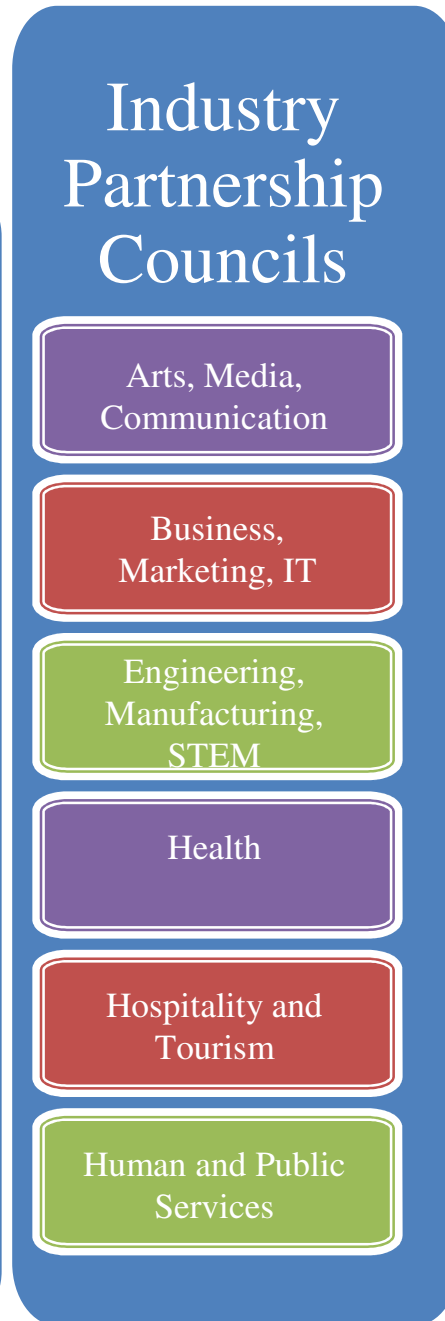 Industry
Partnership
Councils
Arts, Media,
Communication
Business,
Marketing, IT
Engineering,
Manufacturing,
STEM
Health
Hospitality and
Tourism
Human and Public
Services